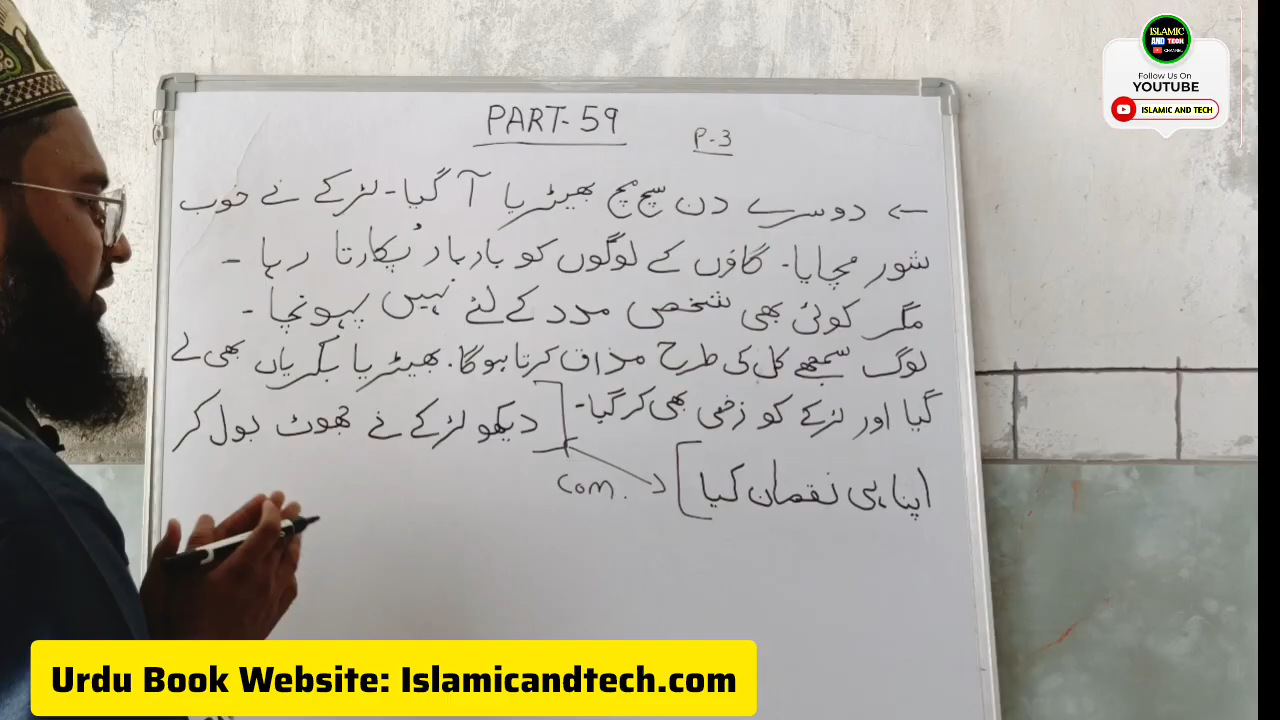 PART-59
P-3
← دوسرے دن سچ مچ بھیڑیا آ گیا۔ لڑکے نے خوب
شور مچایا۔ گاؤں کے لوگوں کو بار بار پُکارتا رہا ۔
مگر کوئی بھی شخص مدد کے لئے نہیں پہونچا ۔
لوگ سمجھے کل کی طرح مذاق کرتا ہوگا۔ بھیڑیا بکریاں بھی لے
گیا اور لڑکے کو زخمی بھی کر گیا۔ [دیکھو لڑکے نے جھوٹ بول کر
اپنا ہی نقصان کیا]
com.
ISLAMIC AND TECH
CHANNEL
Follow Us On
YOUTUBE
ISLAMIC AND TECH
Urdu Book Website: Islamicandtech.com